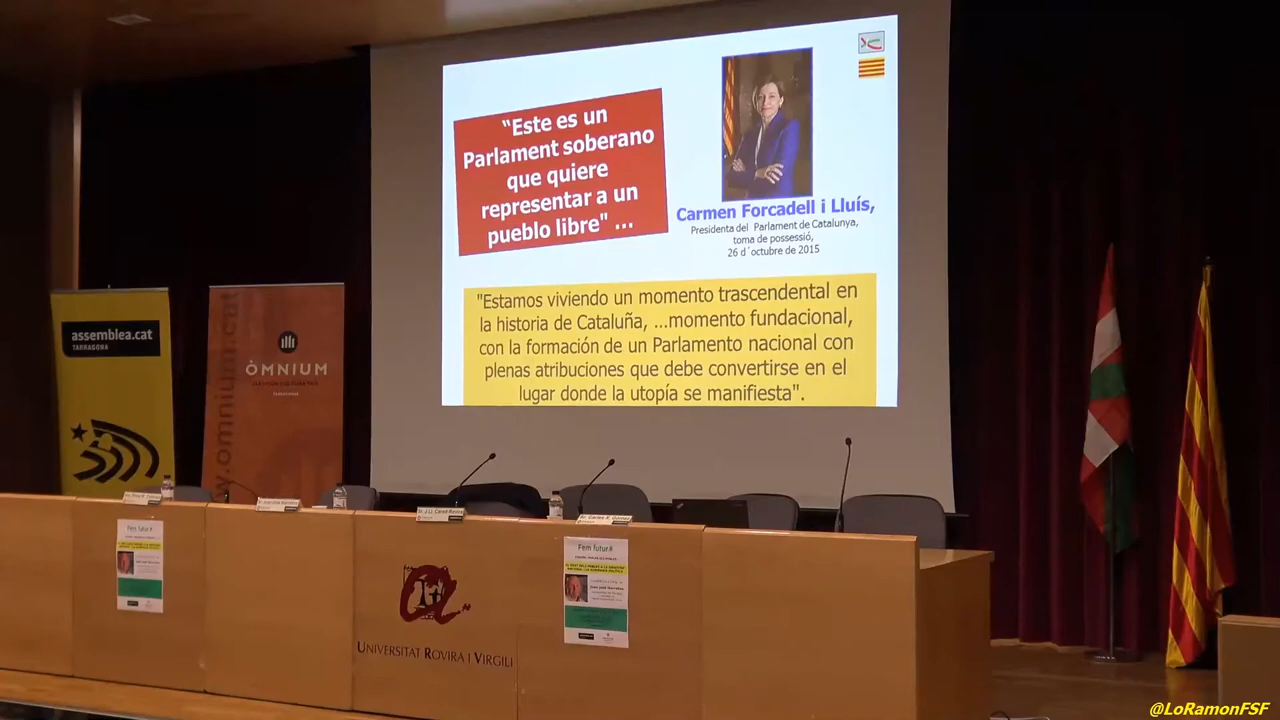 “Este es un
Parlament soberano
que quiere
representar a un
pueblo libre" ...
Carmen Forcadell i Lluís,
Presidenta del Parlament de Catalunya,
toma de possessió,
26 d´octubre de 2015
"Estamos viviendo un momento trascendental en
la historia de Cataluña, ...momento fundacional,
con la formación de un Parlamento nacional con
plenas atribuciones que debe convertirse en el
lugar donde la utopía se manifiesta".
assemblea.cat
TARRAGONA
w.omnium.cat
ÒMNIUM
Fem futur
Fem futur
UNIVERSITAT ROVIRA I VIRGILI
@LoRamonFSF